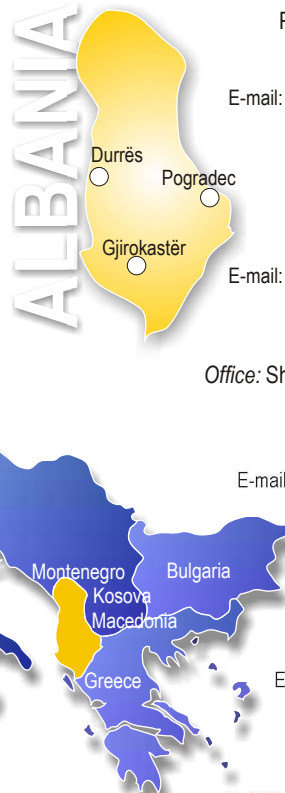 ALBANIA
E-mail:
Durrës
Pogradec
Gjirokastër
E-mail:
Office: Sh
E-mail
Montenegro
Bulgaria
Kosova
Macedonia
Greece